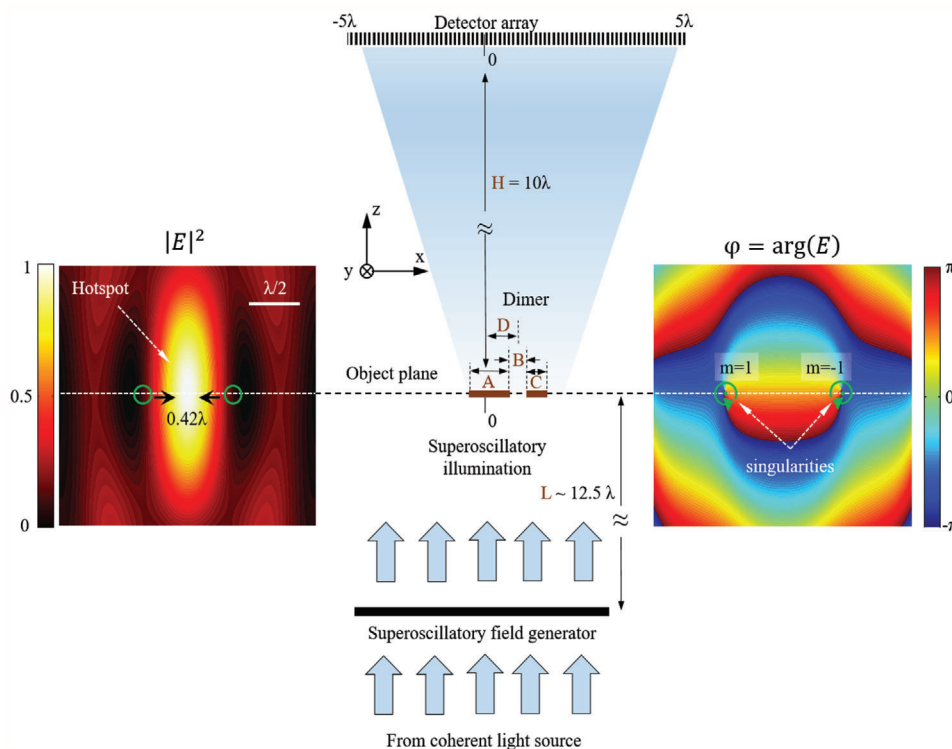 -5λ
5λ
Detector array
0
H = 10λ
z
x
y
|E|²
1
0.5
0
Hotspot
λ/2
0.42λ
φ = arg(E)
π
0
-π
m=1
m=-1
singularities
Dimer
D
B
A
C
Object plane
0
Superoscillatory
illumination
L ~ 12.5 λ
Superoscillatory field generator
From coherent light source